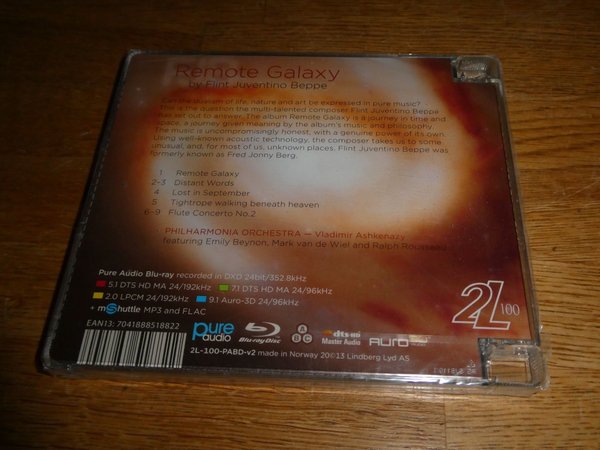 Remote Galaxy
by Flint Juventino Beppe
Can the dualism of life, nature and art be expressed in pure music?
This is the question the multi-talented composer Flint Juventino Beppe
has set out to answer. The album Remote Galaxy is a journey in time and
space, a journey given meaning by the album's music and philosophy.
The music is uncompromisingly honest, with a genuine power of its own.
Using well-known acoustic technology, the composer takes us to some
unusual, and, for most of us, unknown places. Flint Juventino Beppe was
formerly known as Fred Jonny Berg.
1 Remote Galaxy
2–3 Distant Words
4 Lost in September
5 Tightrope walking beneath heaven
6–9 Flute Concerto No.2
PHILHARMONIA ORCHESTRA — Vladimir Ashkenazy
featuring Emily Beynon, Mark van de Wiel and Ralph Rousseau
Pure Audio Blu-ray recorded in DXD 24bit/352.8kHz
5.1 DTS HD MA 24/192kHz 7.1 DTS HD MA 24/96kHz
2.0 LPCM 24/192kHz 9.1 Auro-3D 24/96kHz
+ mShuttle MP3 and FLAC
EAN13: 7041888518822
pure audio Blu-ray Disc A B C dts-HD Master Audio AURO
2L-100-PABD-v2 made in Norway 20©13 Lindberg Lyd AS
2L 100